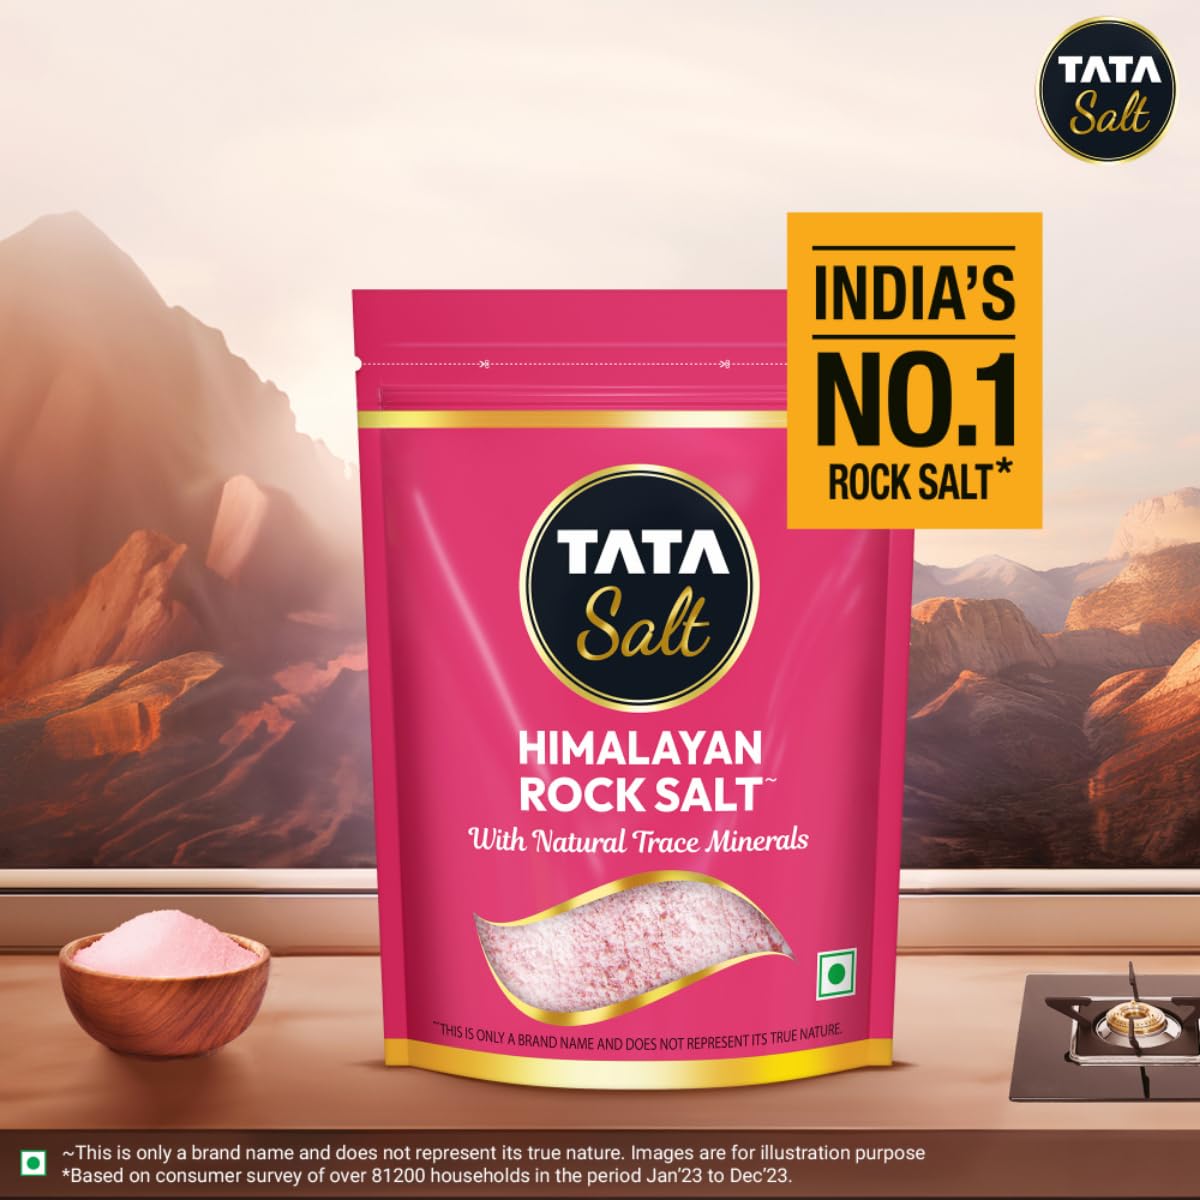 TATA
Salt
INDIA'S
NO.1
ROCK SALT*
TATA
Salt
HIMALAYAN
ROCK SALT~
With Natural Trace Minerals
~THIS IS ONLY A BRAND NAME AND DOES NOT REPRESENT ITS TRUE NATURE.
~This is only a brand name and does not represent its true nature. Images are for illustration purpose
*Based on consumer survey of over 81200 households in the period Jan'23 to Dec'23.